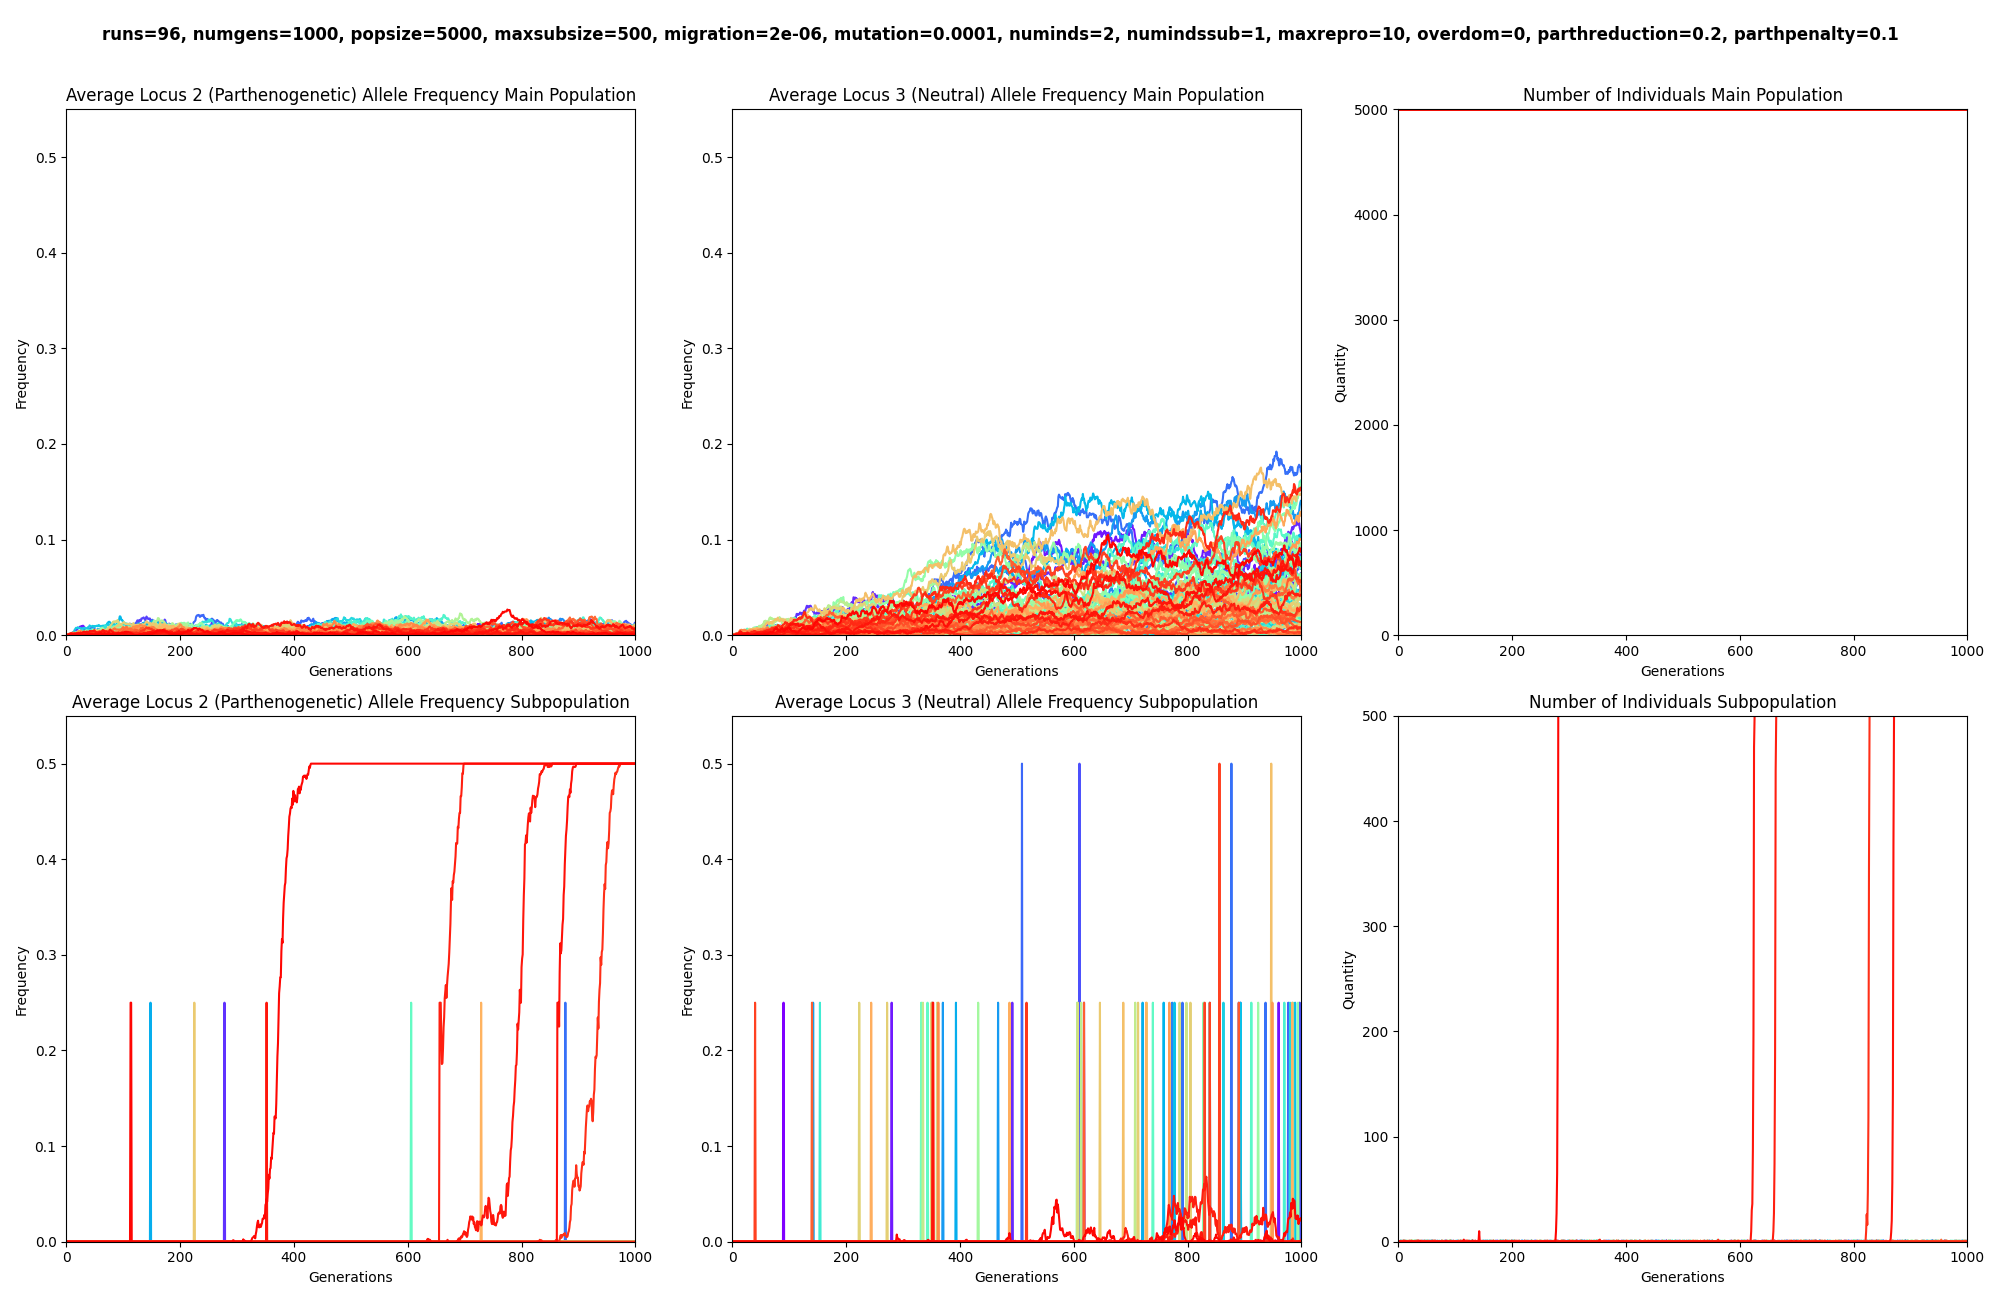 runs=96, numgens=1000, popsize=5000, maxsubsize=500, migration=2e-06, mutation=0.0001, numinds=2, numindssub=1, maxrepro=10, overdom=0, parthreduction=0.2, parthpenalty=0.1
Average Locus 2 (Parthenogenetic) Allele Frequency Main Population
0.5
0.4
0.3
0.2
0.1
0.0
Frequency
0 200 400 600 800 1000
Generations
Average Locus 3 (Neutral) Allele Frequency Main Population
0.5
0.4
0.3
0.2
0.1
0.0
Frequency
0 200 400 600 800 1000
Generations
Number of Individuals Main Population
5000
4000
3000
2000
1000
0
Quantity
0 200 400 600 800 1000
Generations
Average Locus 2 (Parthenogenetic) Allele Frequency Subpopulation
0.5
0.4
0.3
0.2
0.1
0.0
Frequency
0 200 400 600 800 1000
Generations
Average Locus 3 (Neutral) Allele Frequency Subpopulation
0.5
0.4
0.3
0.2
0.1
0.0
Frequency
0 200 400 600 800 1000
Generations
Number of Individuals Subpopulation
500
400
300
200
100
0
Quantity
0 200 400 600 800 1000
Generations